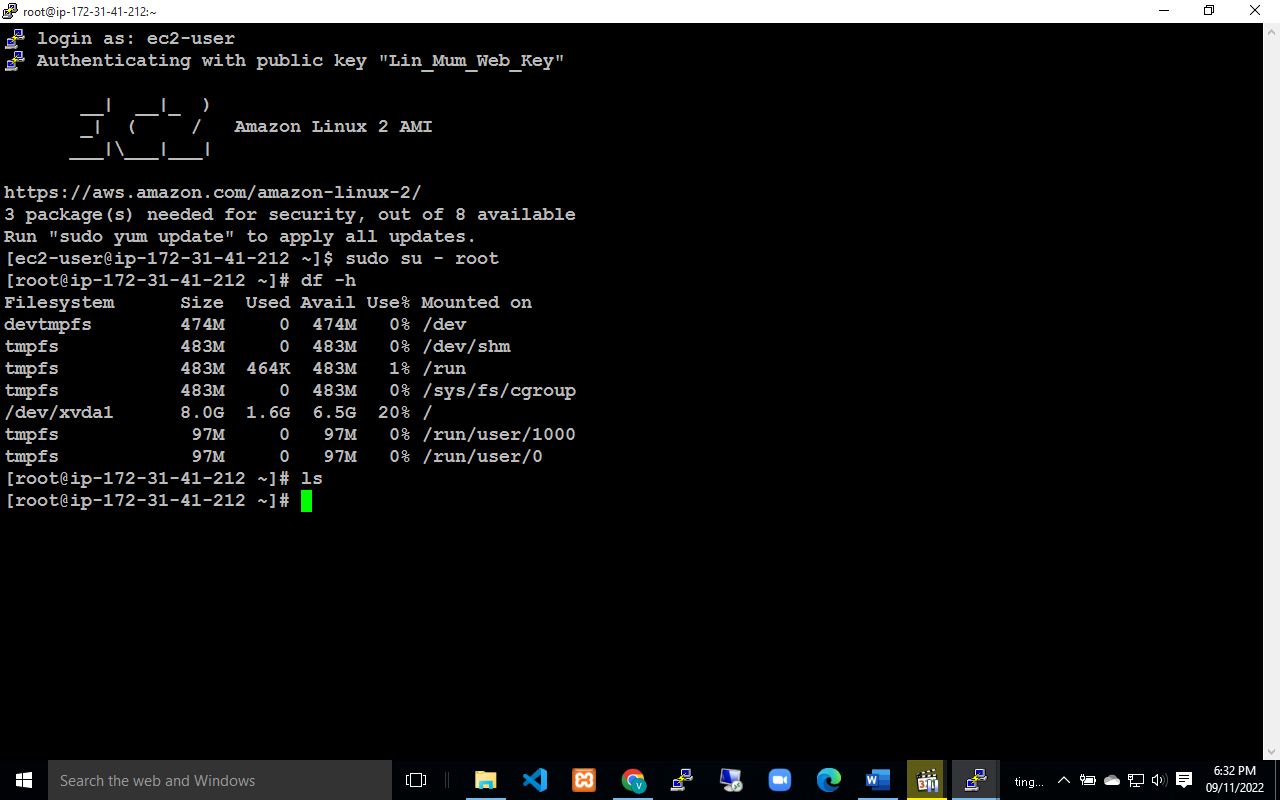 root@ip-172-31-41-212:~
login as: ec2-user
Authenticating with public key "Lin_Mum_Web_Key"
       __|  __|_  )
       _|  (     /   Amazon Linux 2 AMI
      ___|\___|___|
https://aws.amazon.com/amazon-linux-2/
3 package(s) needed for security, out of 8 available
Run "sudo yum update" to apply all updates.
[ec2-user@ip-172-31-41-212 ~]$ sudo su - root
[root@ip-172-31-41-212 ~]# df -h
Filesystem      Size  Used Avail Use% Mounted on
devtmpfs        474M     0  474M   0% /dev
tmpfs           483M     0  483M   0% /dev/shm
tmpfs           483M  464K  483M   1% /run
tmpfs           483M     0  483M   0% /sys/fs/cgroup
/dev/xvda1      8.0G  1.6G  6.5G  20% /
tmpfs            97M     0   97M   0% /run/user/1000
tmpfs            97M     0   97M   0% /run/user/0
[root@ip-172-31-41-212 ~]# ls
[root@ip-172-31-41-212 ~]#
Search the web and Windows
ting...
6:32 PM
09/11/2022